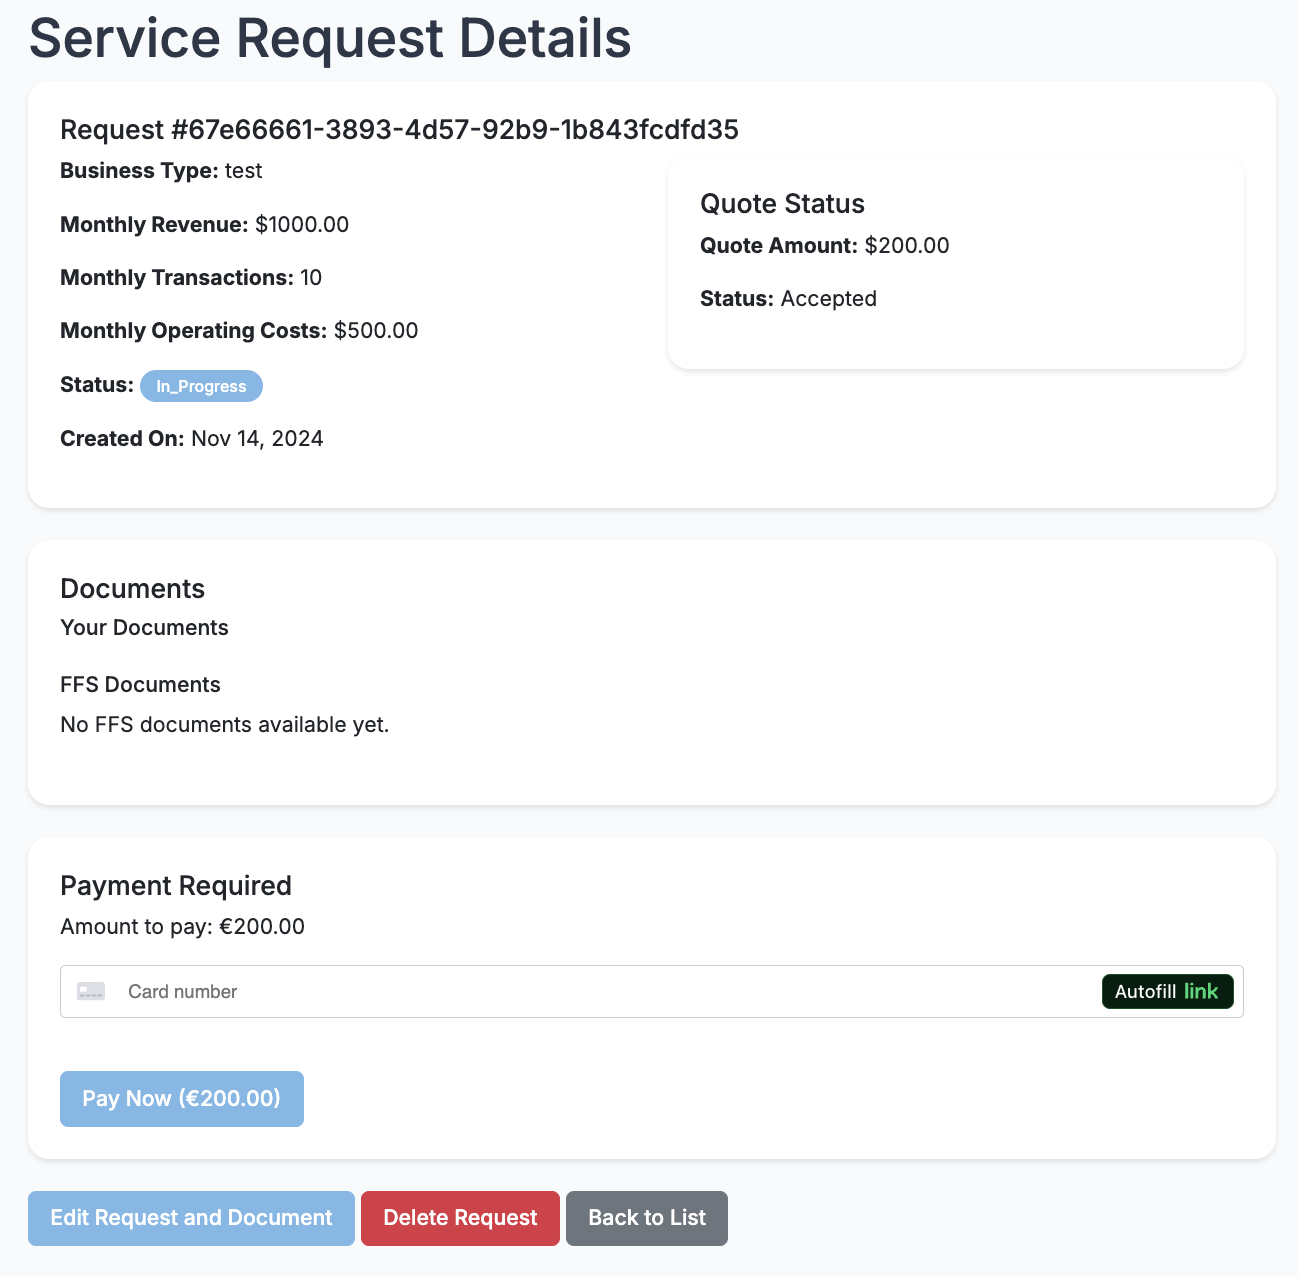 Service Request Details
Request #67e66661-3893-4d57-92b9-1b843fcdfd35
Business Type: test
Monthly Revenue: $1000.00
Monthly Transactions: 10
Monthly Operating Costs: $500.00
Status: In_Progress
Created On: Nov 14, 2024
Quote Status
Quote Amount: $200.00
Status: Accepted
Documents
Your Documents
FFS Documents
No FFS documents available yet.
Payment Required
Amount to pay: €200.00
Card number
Autofill link
Pay Now (€200.00)
Edit Request and Document
Delete Request
Back to List